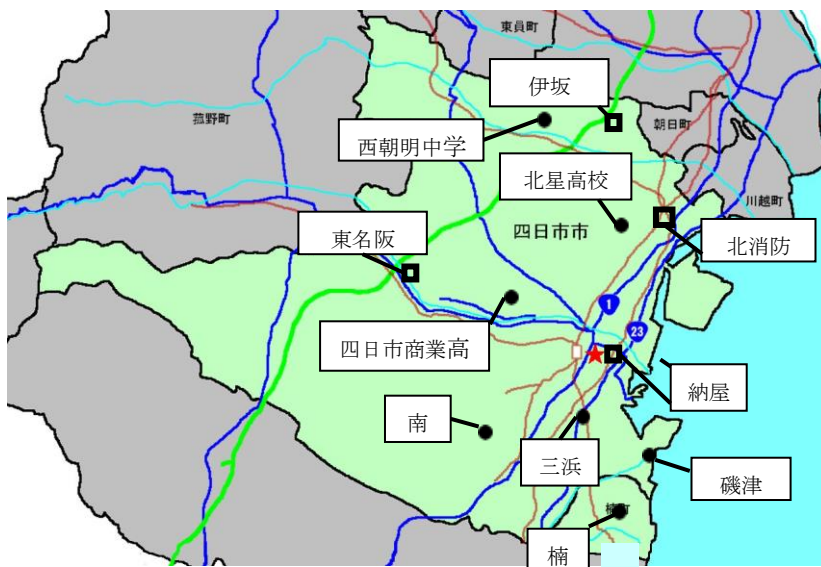 東員町
伊坂
菰野町
朝日町
西朝明中学
北星高校
川越町
東名阪
四日市市
北消防
1
23
四日市商業高
納屋
南
三浜
磯津
楠町
楠